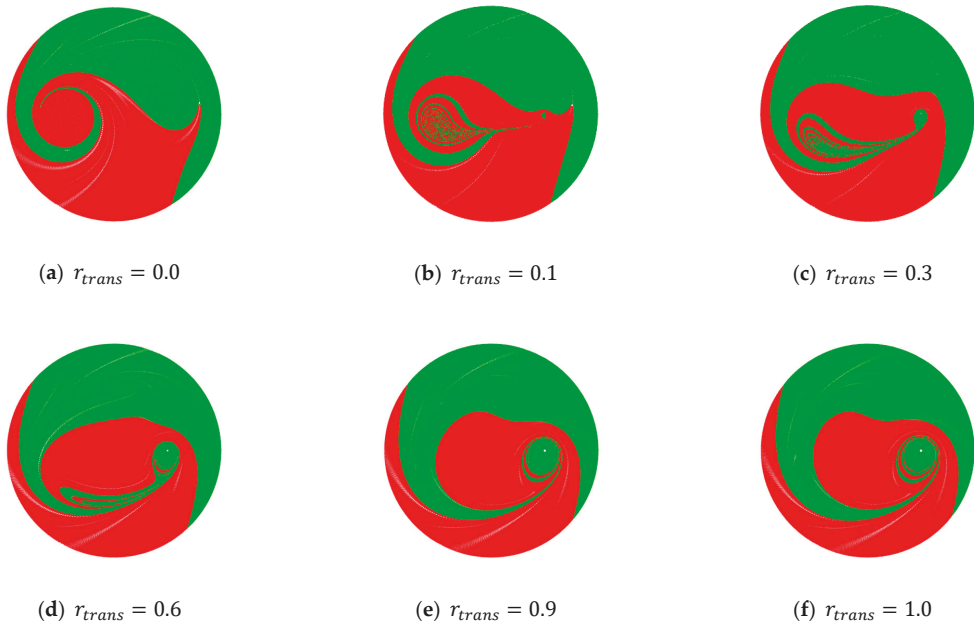 (a) r_trans = 0.0
(b) r_trans = 0.1
(c) r_trans = 0.3
(d) r_trans = 0.6
(e) r_trans = 0.9
(f) r_trans = 1.0